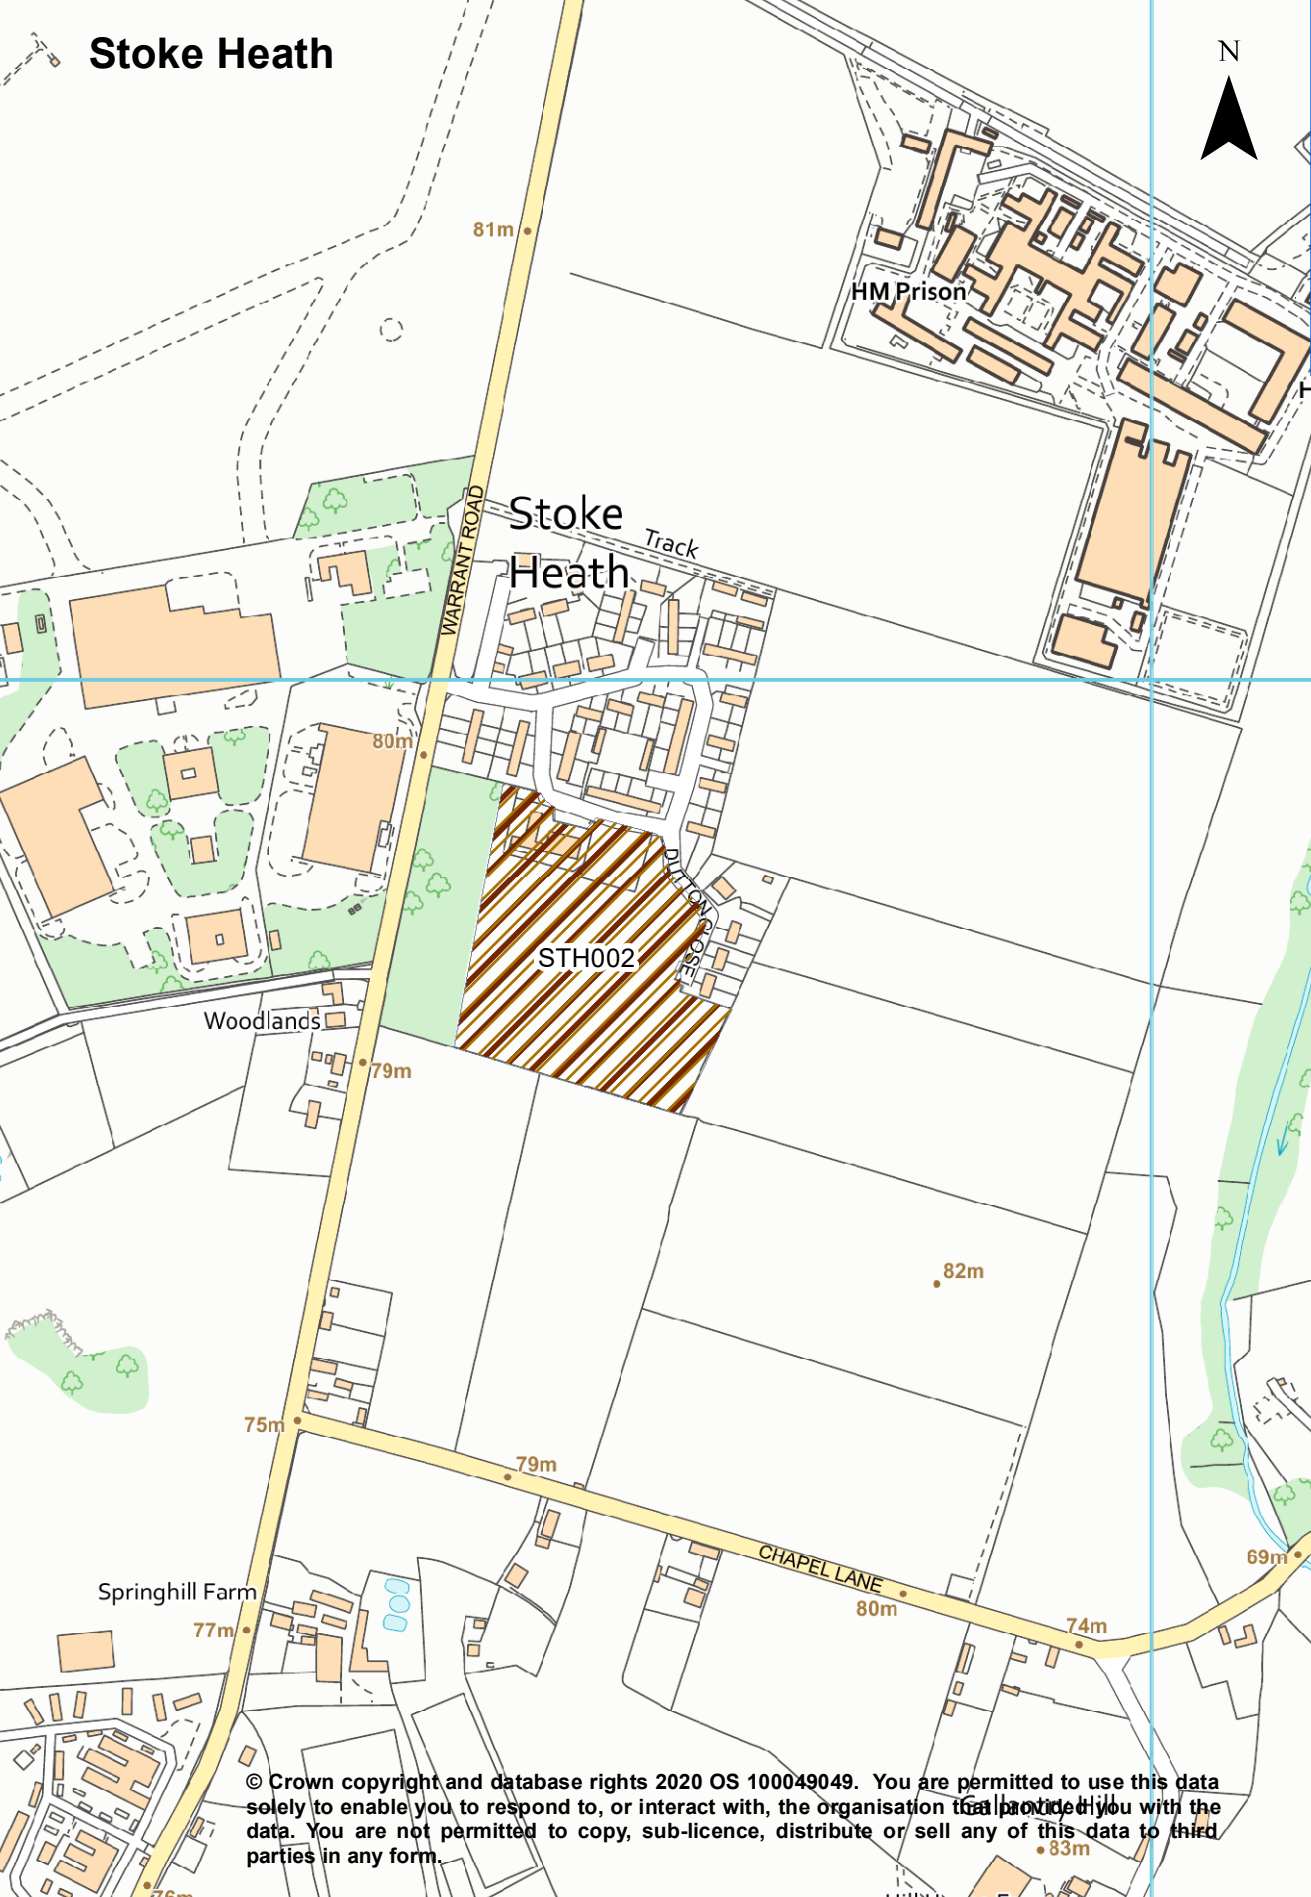 Stoke Heath
N
81m
HM Prison
H
WARRANT ROAD
Stoke
Heath
Track
80m
DUTTON CLOSE
STH002
Woodlands
79m
82m
75m
79m
CHAPEL LANE
69m
Springhill Farm
80m
77m
74m
© Crown copyright and database rights 2020 OS 100049049. You are permitted to use this data
solely to enable you to respond to, or interact with, the organisation that provided you with the
Gallantry Hill
data. You are not permitted to copy, sub-licence, distribute or sell any of this data to third
parties in any form.
83m
76m